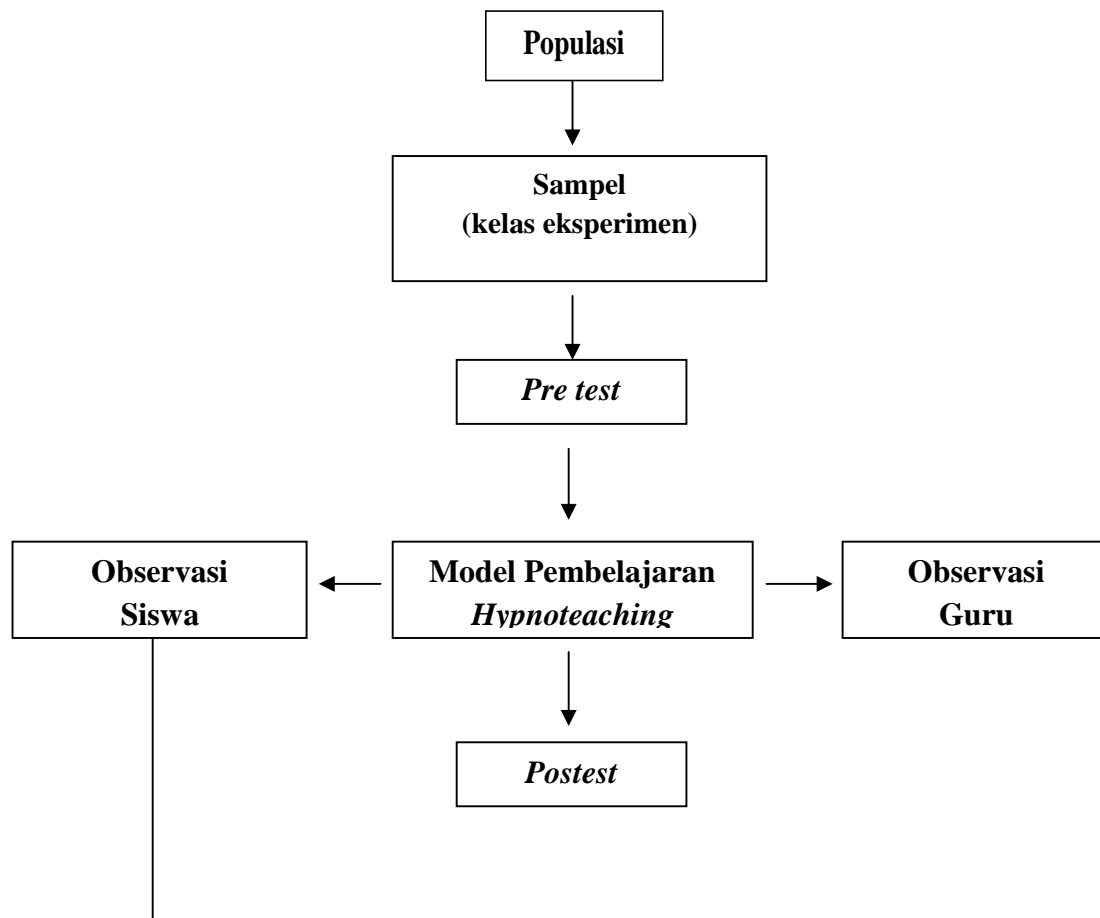 Populasi
Sampel
(kelas eksperimen)
Pre test
Observasi
Siswa
Model Pembelajaran
Hypnoteaching
Observasi
Guru
Postest